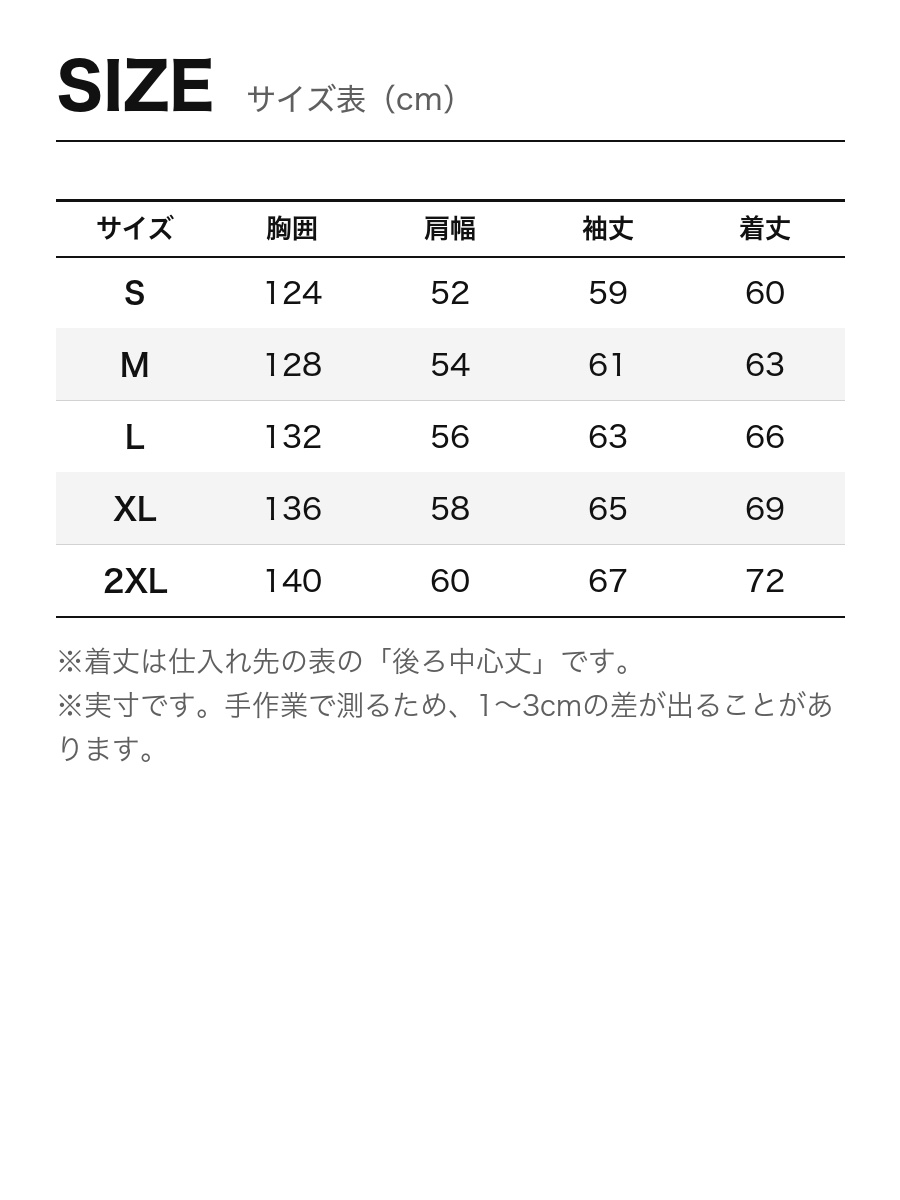 SIZE サイズ表（cm）
サイズ 胸囲 肩幅 袖丈 着丈
S 124 52 59 60
M 128 54 61 63
L 132 56 63 66
XL 136 58 65 69
2XL 140 60 67 72
※着丈は仕入れ先の表の「後ろ中心丈」です。
※実寸です。手作業で測るため、1〜3cmの差が出ることがあ
ります。